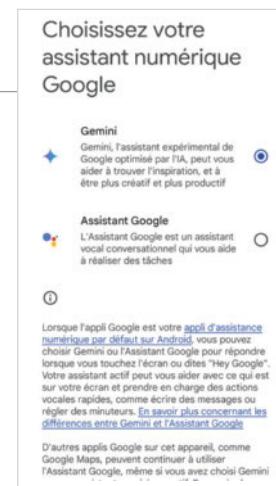 Choisissez votre
assistant numérique
Google
Gemini
Gemini, l'assistant expérimental de
Google optimisé par l'IA, peut vous
aider à trouver l'inspiration, et à
être plus créatif et plus productif
Assistant Google
L'Assistant Google est un assistant
vocal conversationnel qui vous aide
à réaliser des tâches
Lorsque l'appli Google est votre appli d'assistance
numérique par défaut sur Android, vous pouvez
choisir Gemini ou l'Assistant Google pour répondre
lorsque vous touchez l'écran ou dites "Hey Google".
Votre assistant actif peut vous aider avec ce qui est
sur votre écran et prendre en charge des actions
vocales rapides, comme écrire des messages ou
régler des minuteurs. En savoir plus concernant les
différences entre Gemini et l'Assistant Google
D'autres applis Google sur cet appareil, comme
Google Maps, peuvent continuer à utiliser
l'Assistant Google, même si vous avez choisi Gemini